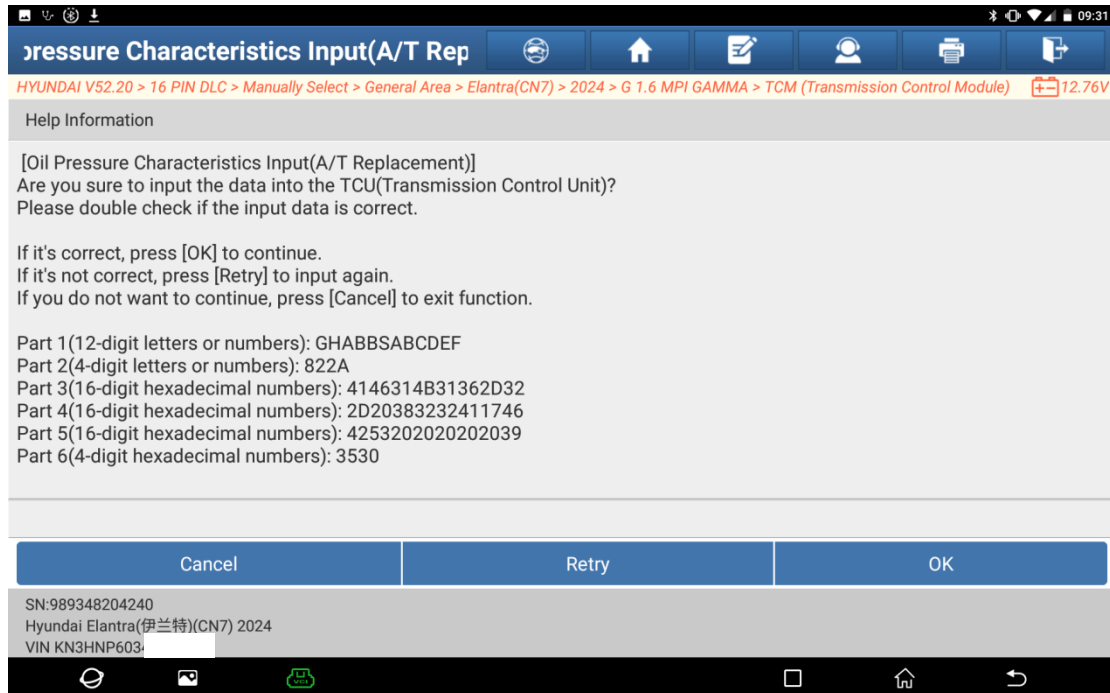 09:31
pressure Characteristics Input(A/T Rep
HYUNDAI V52.20 > 16 PIN DLC > Manually Select > General Area > Elantra(CN7) > 2024 > G 1.6 MPI GAMMA > TCM (Transmission Control Module) 12.76V
Help Information
[Oil Pressure Characteristics Input(A/T Replacement)]
Are you sure to input the data into the TCU(Transmission Control Unit)?
Please double check if the input data is correct.
If it's correct, press [OK] to continue.
If it's not correct, press [Retry] to input again.
If you do not want to continue, press [Cancel] to exit function.
Part 1(12-digit letters or numbers): GHABBSABCDEF
Part 2(4-digit letters or numbers): 822A
Part 3(16-digit hexadecimal numbers): 4146314B31362D32
Part 4(16-digit hexadecimal numbers): 2D20383232411746
Part 5(16-digit hexadecimal numbers): 4253202020202039
Part 6(4-digit hexadecimal numbers): 3530
Cancel Retry OK
SN:989348204240
Hyundai Elantra(伊兰特)(CN7) 2024
VIN KN3HNP603
VCI